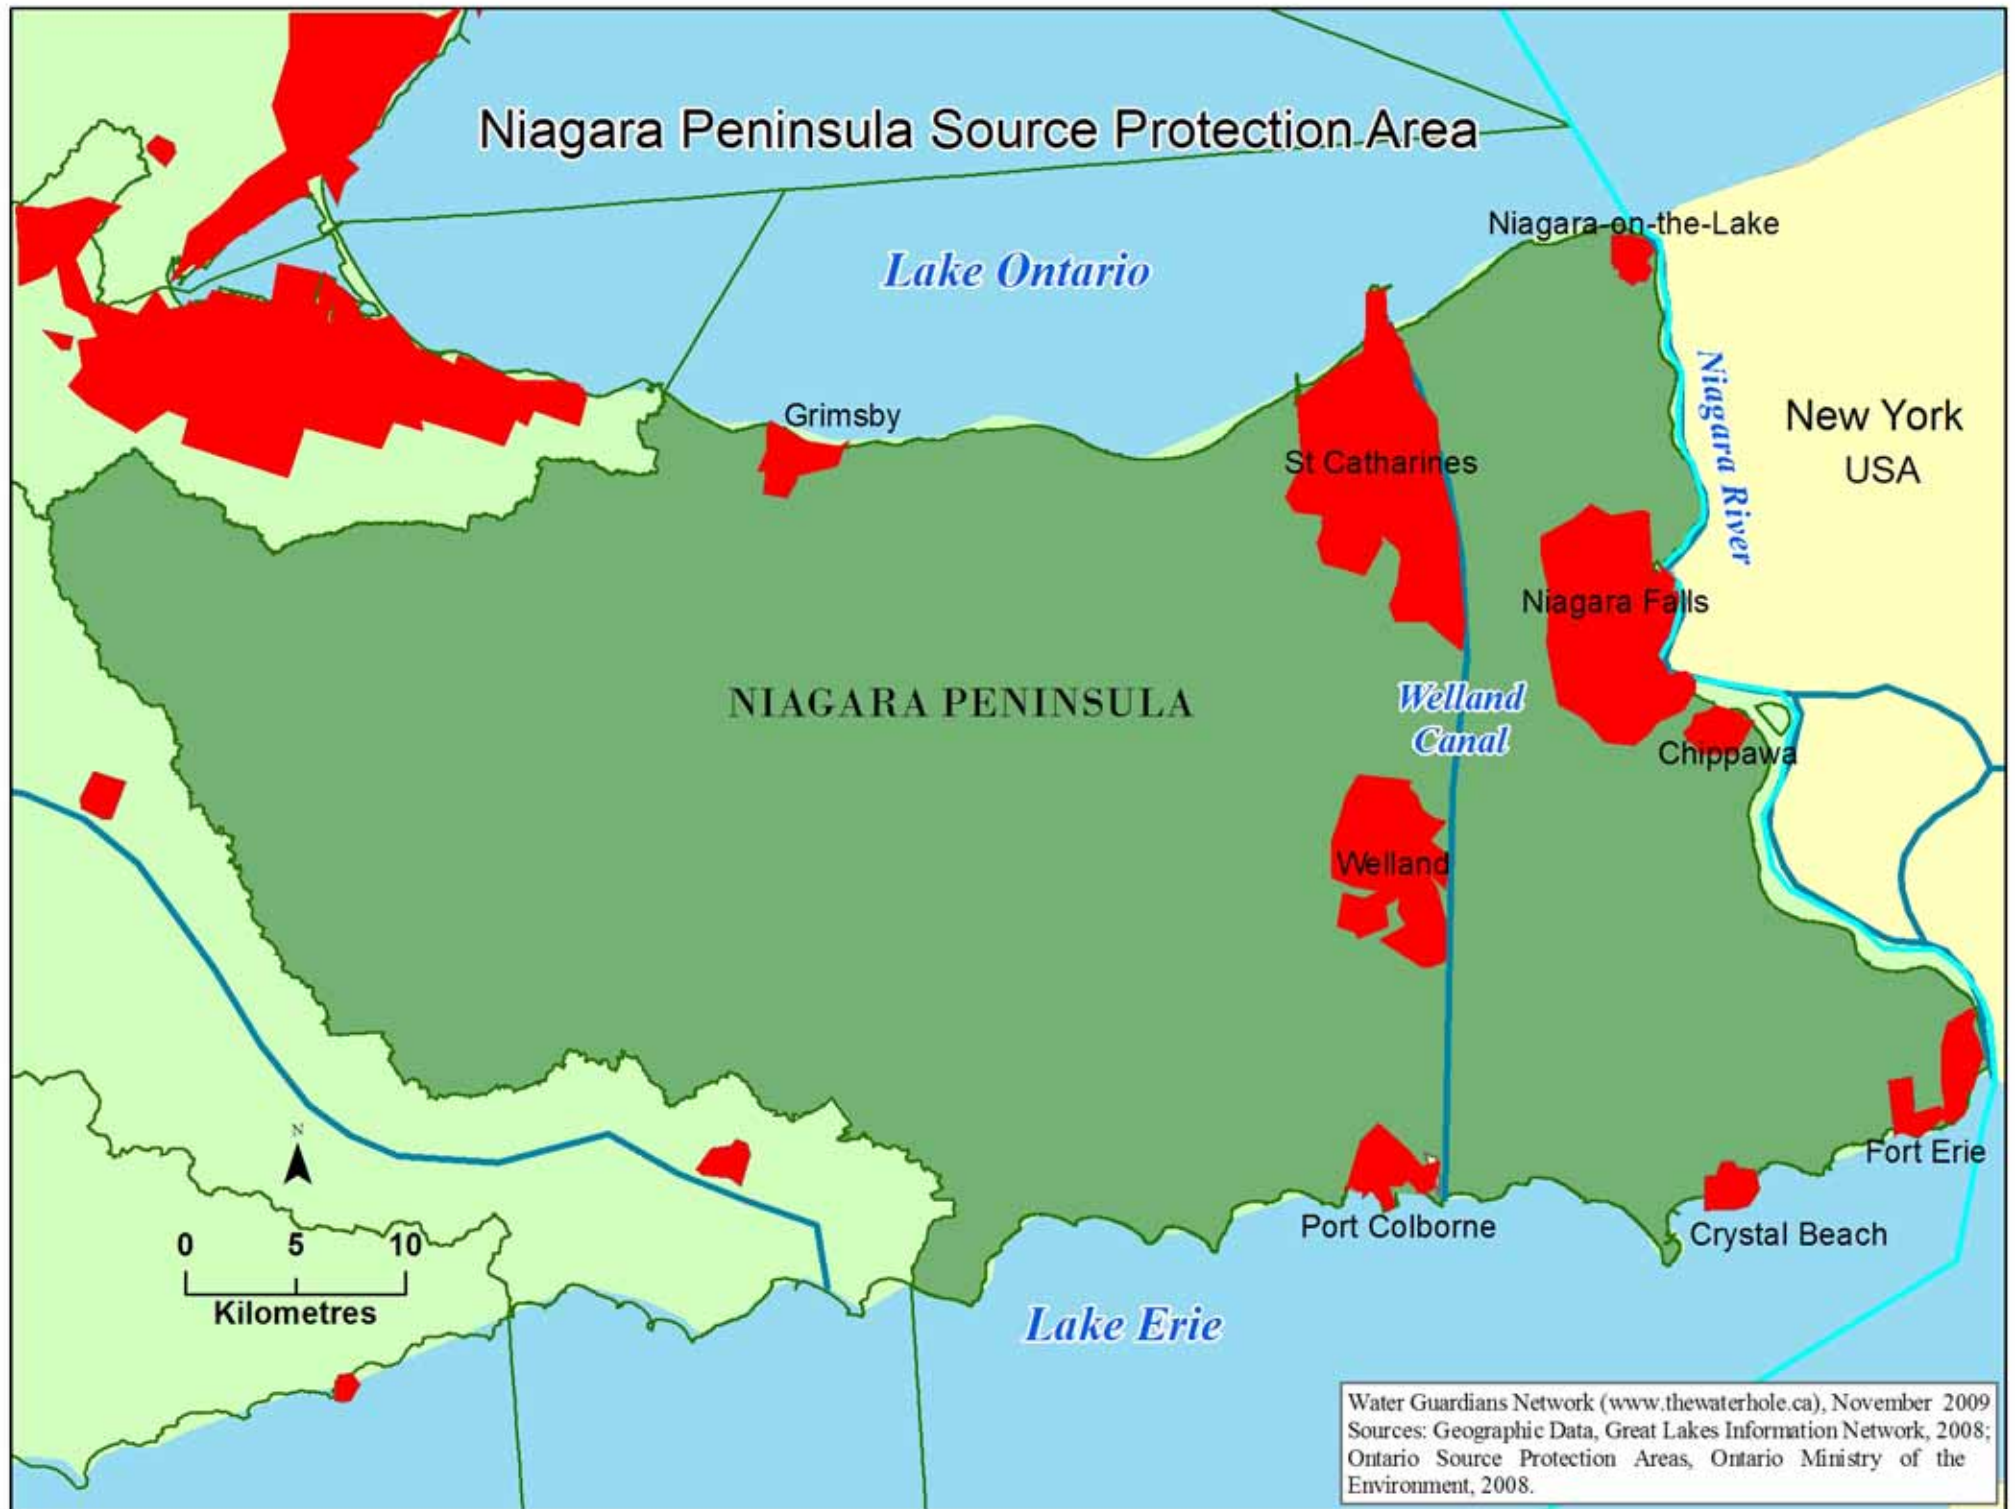 Niagara Peninsula Source Protection Area
Niagara-on-the-Lake
Lake Ontario
Niagara River
New York
USA
Grimsby
St Catharines
Niagara Falls
NIAGARA PENINSULA
Welland
Canal
Chippawa
Welland
N
0 5 10
Kilometres
Fort Erie
Port Colborne
Crystal Beach
Lake Erie
Water Guardians Network (www.thewaterhole.ca), November 2009
Sources: Geographic Data, Great Lakes Information Network, 2008;
Ontario Source Protection Areas, Ontario Ministry of the
Environment, 2008.